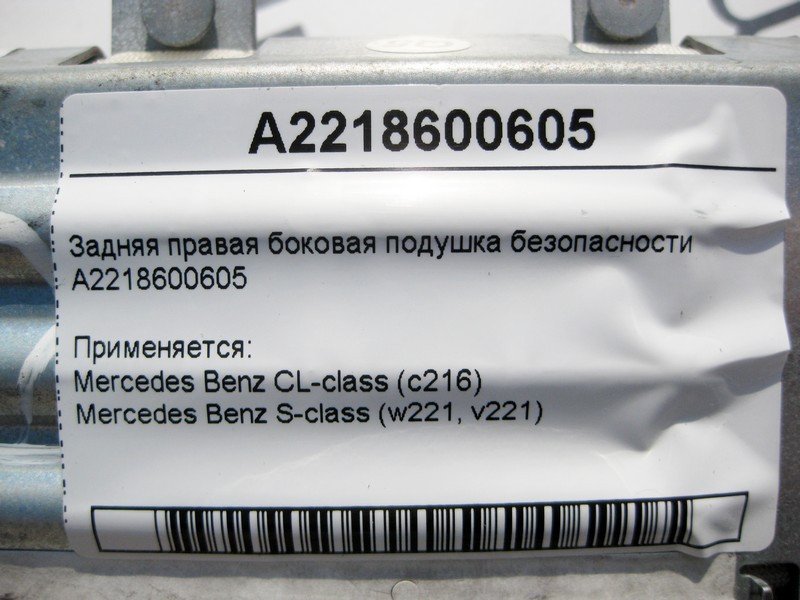 A2218600605
Задняя правая боковая подушка безопасности
A2218600605
Применяется:
Mercedes Benz CL-class (c216)
Mercedes Benz S-class (w221, v221)